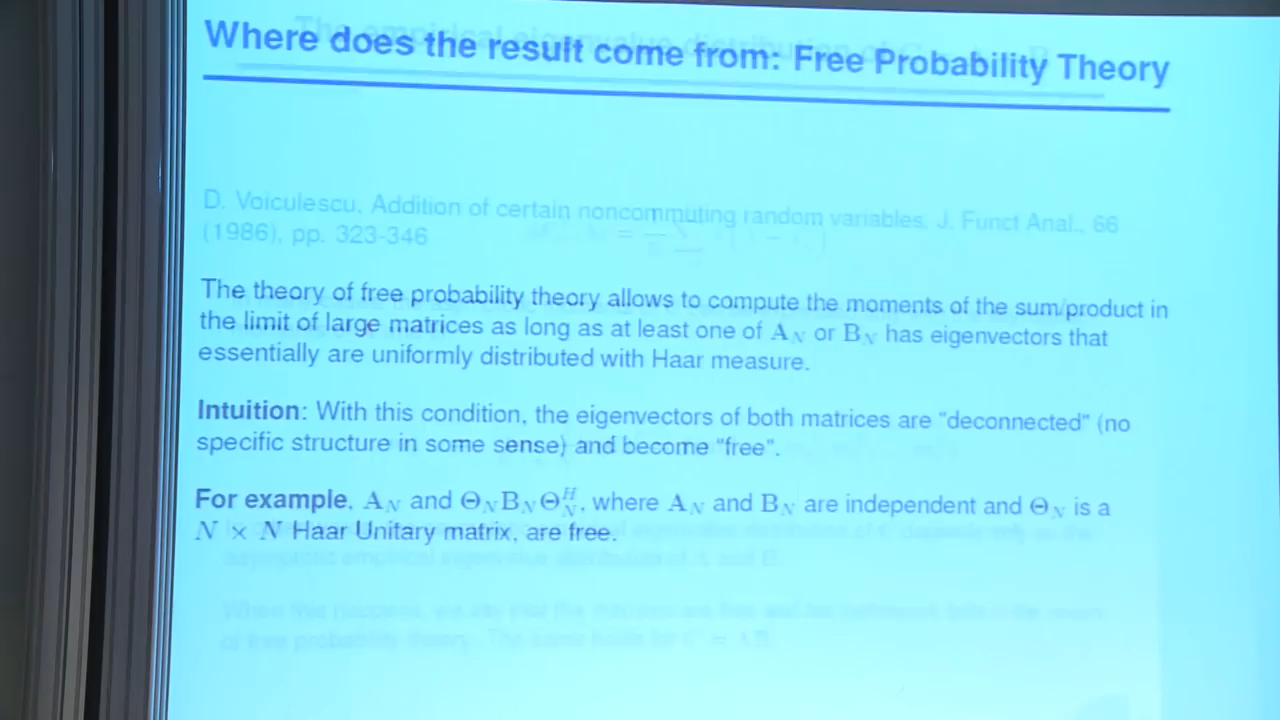 Where does the result come from: Free Probability Theory
D. Voiculescu, Addition of certain noncommuting random variables, J. Funct Anal., 66
(1986), pp. 323-346
The theory of free probability theory allows to compute the moments of the sum/product in
the limit of large matrices as long as at least one of A_N or B_N has eigenvectors that
essentially are uniformly distributed with Haar measure.
Intuition: With this condition, the eigenvectors of both matrices are "deconnected" (no
specific structure in some sense) and become "free".
For example, A_N and Θ_N B_N Θ_N^H, where A_N and B_N are independent and Θ_N is a
N × N Haar Unitary matrix, are free.